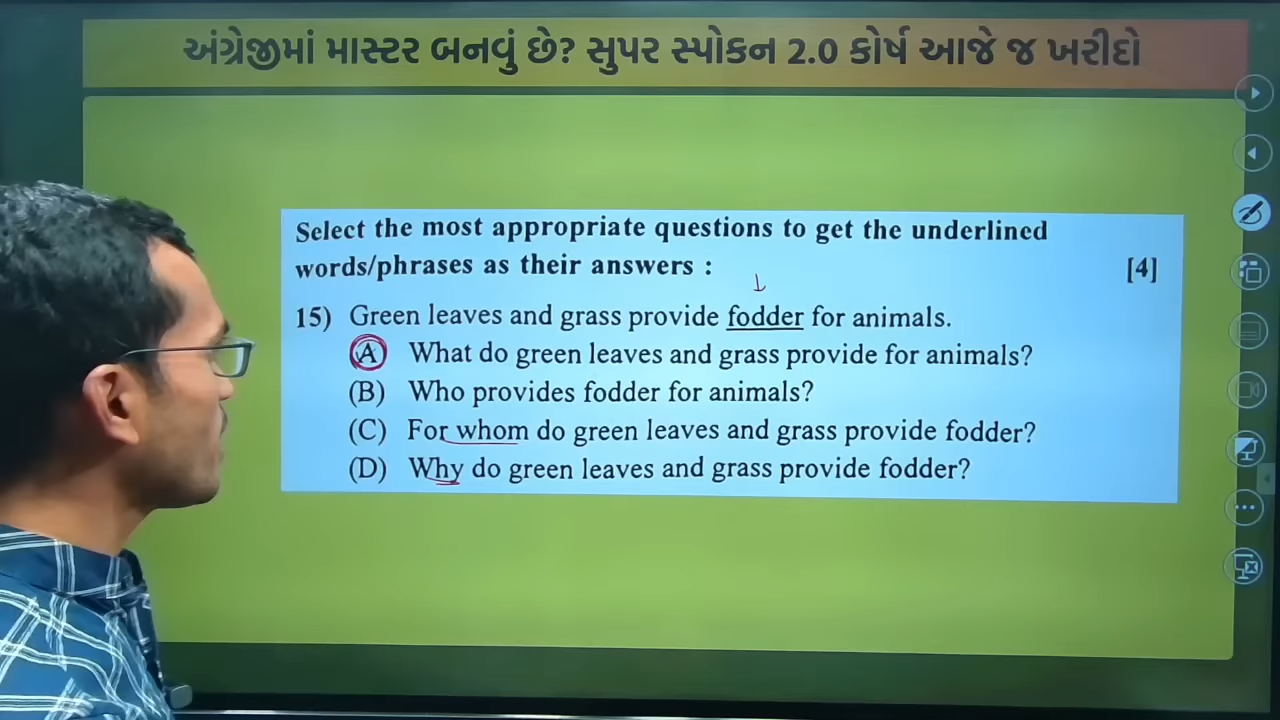 અંગ્રેજીમાં માસ્ટર બનવું છે? સુપર સ્પોકન 2.0 કોર્ષ આજે જ ખરીદો
Select the most appropriate questions to get the underlined
words/phrases as their answers : [4]
15) Green leaves and grass provide fodder for animals.
(A) What do green leaves and grass provide for animals?
(B) Who provides fodder for animals?
(C) For whom do green leaves and grass provide fodder?
(D) Why do green leaves and grass provide fodder?